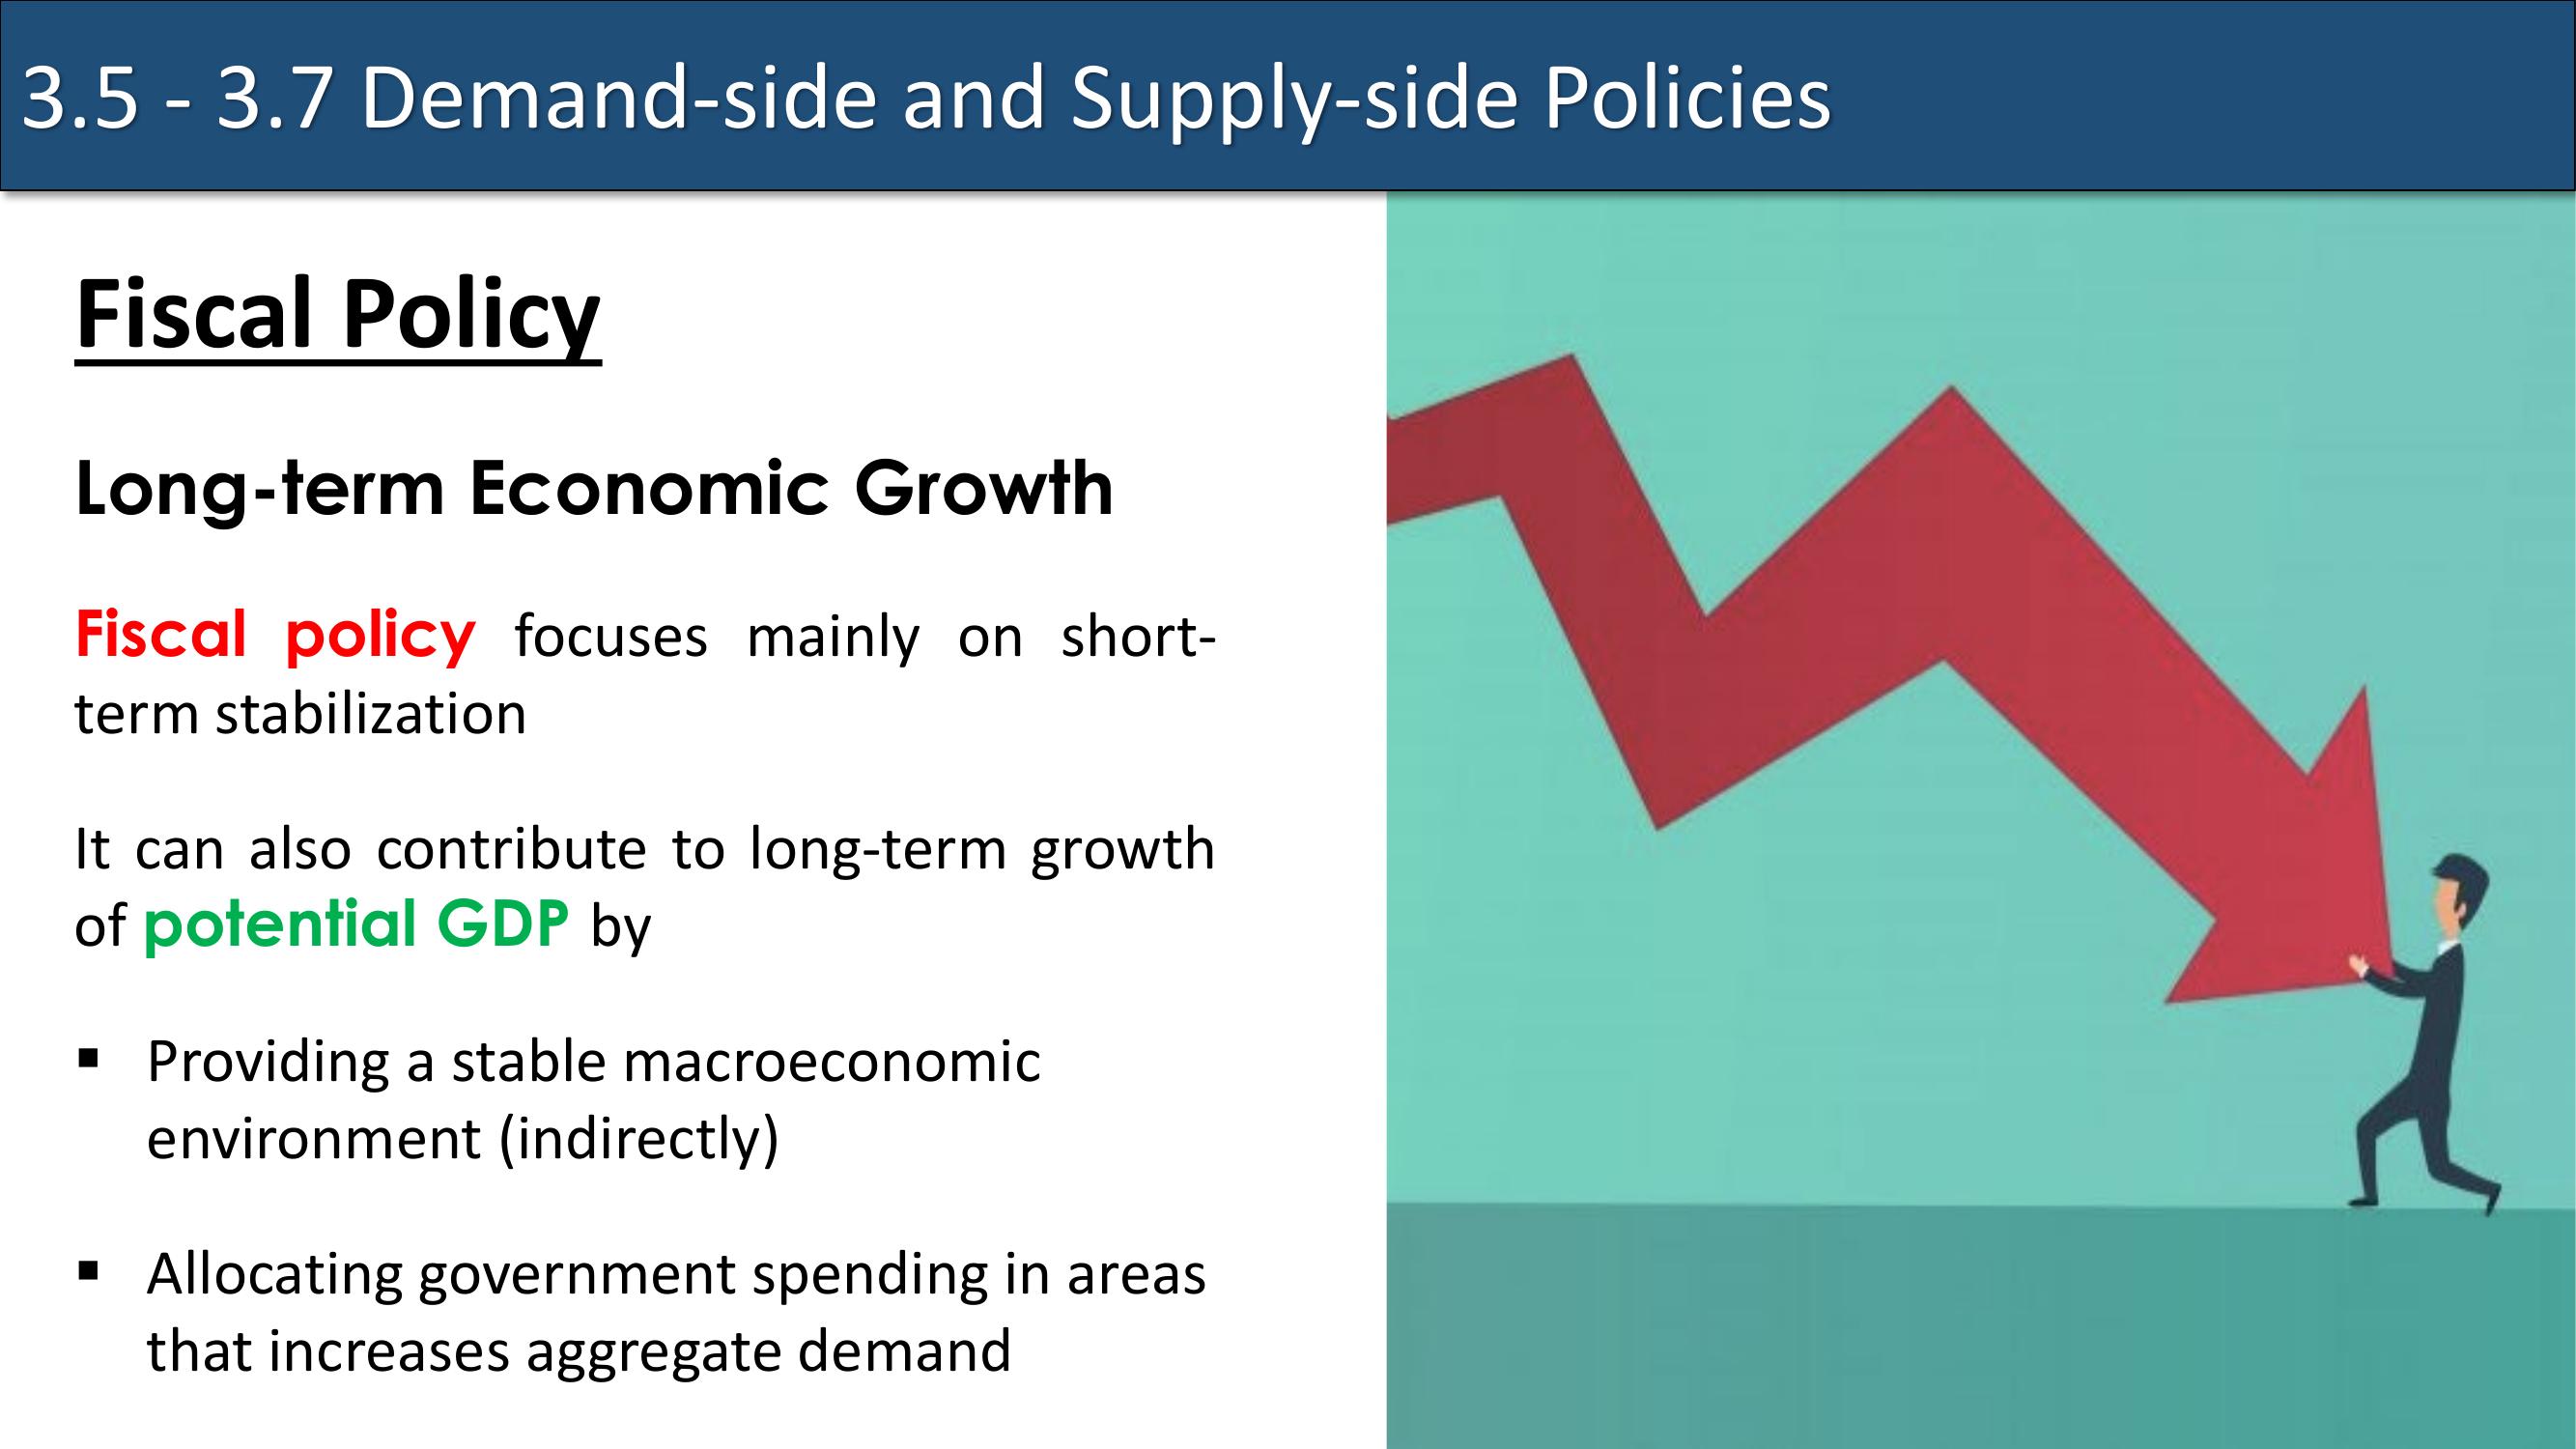 3.5 - 3.7 Demand-side and Supply-side Policies
Fiscal Policy
Long-term Economic Growth
Fiscal policy focuses mainly on short-
term stabilization
It can also contribute to long-term growth
of potential GDP by
▪ Providing a stable macroeconomic
environment (indirectly)
▪ Allocating government spending in areas
that increases aggregate demand